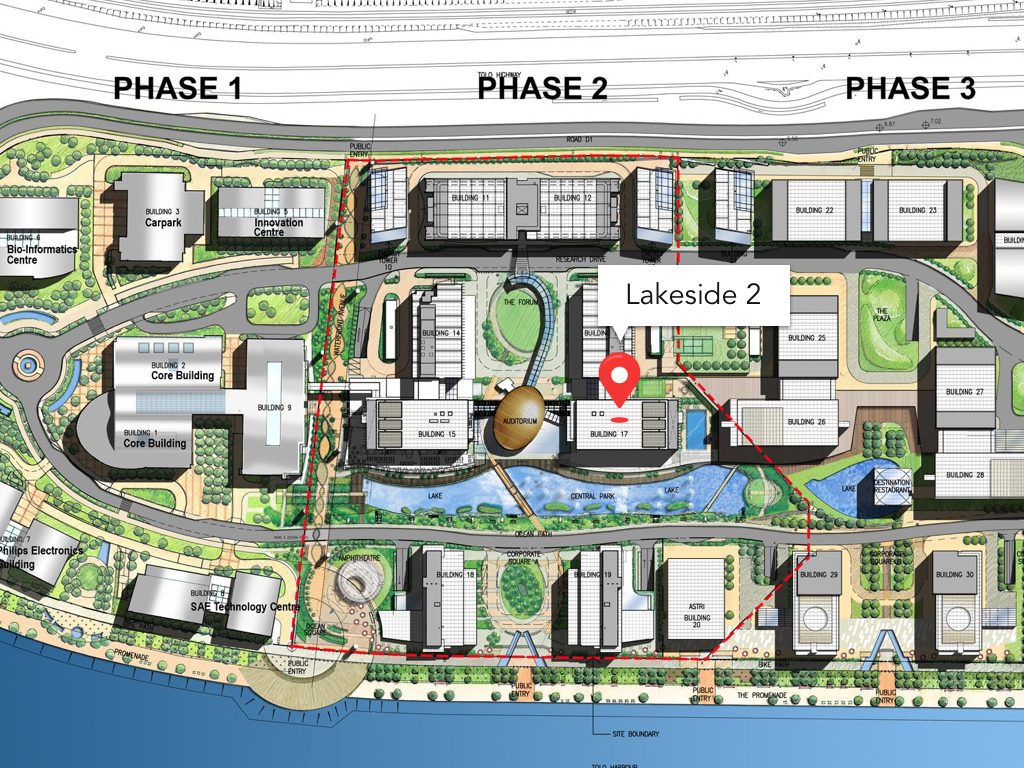 TOLO HIGHWAY
PHASE 1
PHASE 2
PHASE 3
6.87
7.02
ROAD D1
PUBLIC
ENTRY
PUBLIC
ENTRY
BUILDING 3
Carpark
BUILDING 5
Innovation
Centre
BUILDING 11
BUILDING 12
BUILDING 22
BUILDING 23
BUILDING 6
Bio-Informatics
Centre
TOWER
10
RESEARCH DRIVE
Lakeside 2
THE FORUM
BUILDING 14
THE
PLAZA
BUILDING 25
BUILDING 2
Core Building
BUILDING 9
BUILDING 1
Core Building
BUILDING 27
BUILDING 15
AUDITORIUM
BUILDING 17
BUILDING 26
BUILDING 28
LAKE
CENTRAL PARK
LAKE
LAKE
DESTINATION
RESTAURANT
OCEAN PATH
BUILDING 7
Philips Electronics
Building
AMPHITHEATRE
CORPORATE
SQUARE 'A'
BUILDING 18
BUILDING 19
BUILDING 29
BUILDING 30
BUILDING 8
SAE Technology Centre
ASTRI
BUILDING
20
OCEAN
SQUARE
BIKE PATH
PROMENADE
PUBLIC
ENTRY
BIKE PATH
PUBLIC
ENTRY
PUBLIC
ENTRY
THE PROMENADE
PUBLIC
ENTRY
SITE BOUNDARY
TOLO HARBOUR